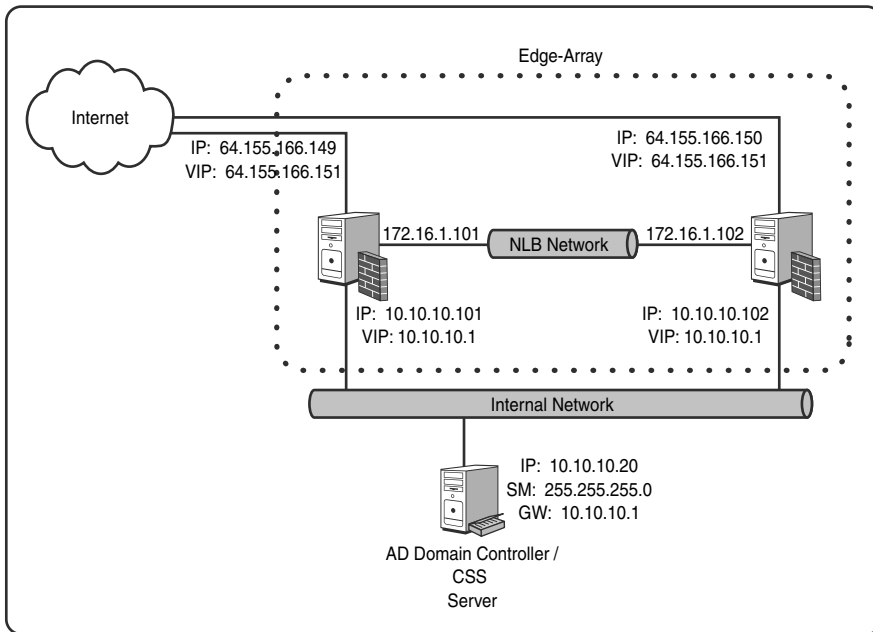 Edge-Array
Internet
IP: 64.155.166.149
VIP: 64.155.166.151
IP: 64.155.166.150
VIP: 64.155.166.151
172.16.1.101
NLB Network
172.16.1.102
IP: 10.10.10.101
VIP: 10.10.10.1
IP: 10.10.10.102
VIP: 10.10.10.1
Internal Network
IP: 10.10.10.20
SM: 255.255.255.0
GW: 10.10.10.1
AD Domain Controller /
CSS
Server